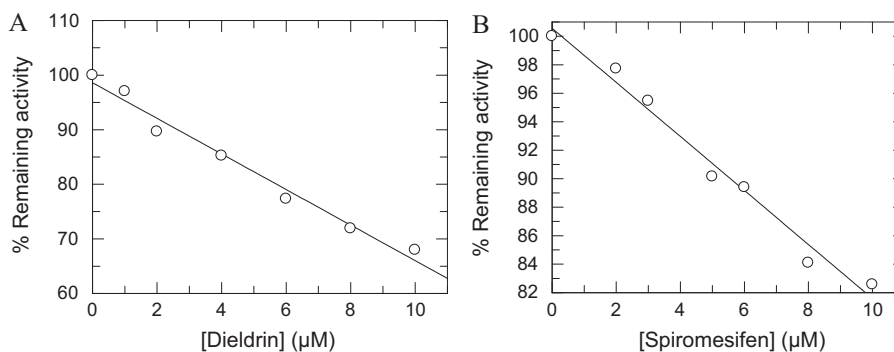 A
110
100
90
80
70
60
% Remaining activity
0 2 4 6 8 10
[Dieldrin] (µM)
B
100
98
96
94
92
90
88
86
84
82
% Remaining activity
0 2 4 6 8 10
[Spiromesifen] (µM)